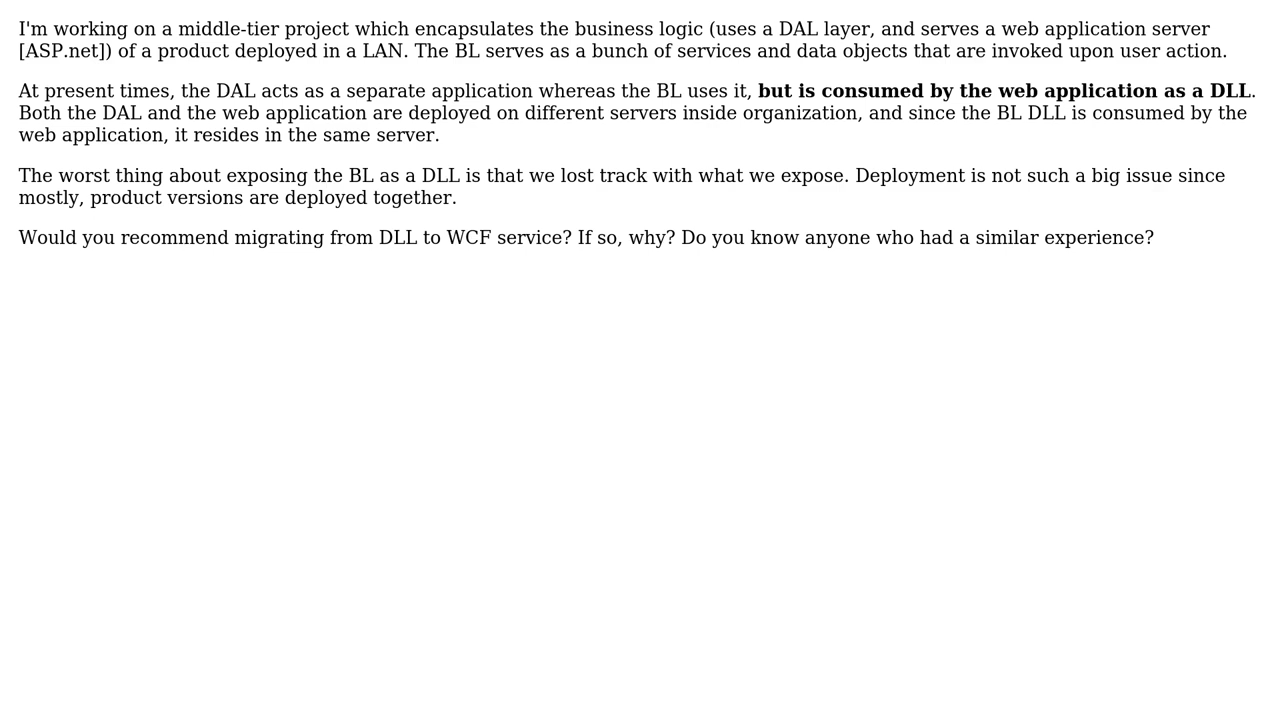 I'm working on a middle-tier project which encapsulates the business logic (uses a DAL layer, and serves a web application server
[ASP.net]) of a product deployed in a LAN. The BL serves as a bunch of services and data objects that are invoked upon user action.
At present times, the DAL acts as a separate application whereas the BL uses it, but is consumed by the web application as a DLL.
Both the DAL and the web application are deployed on different servers inside organization, and since the BL DLL is consumed by the
web application, it resides in the same server.
The worst thing about exposing the BL as a DLL is that we lost track with what we expose. Deployment is not such a big issue since
mostly, product versions are deployed together.
Would you recommend migrating from DLL to WCF service? If so, why? Do you know anyone who had a similar experience?